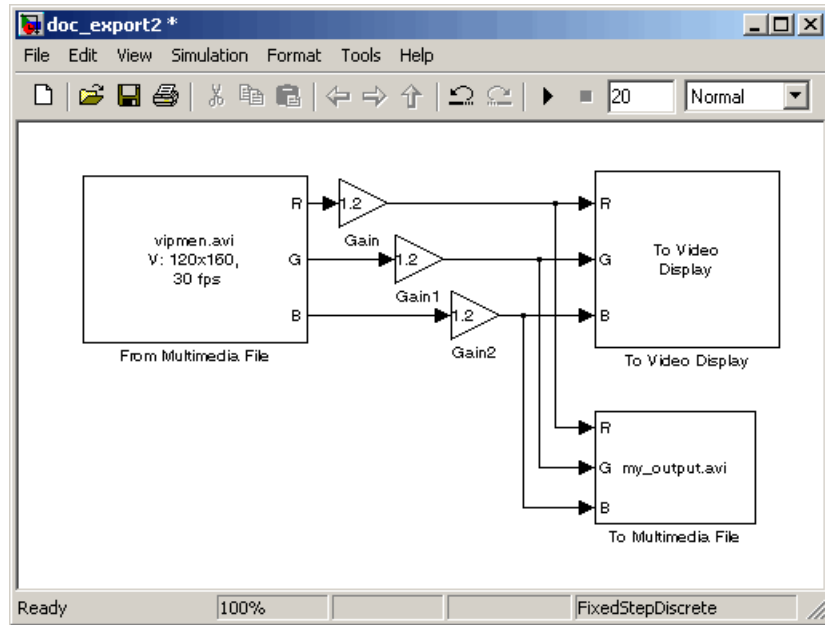 doc_export2 *
File Edit View Simulation Format Tools Help
20 Normal
vipmen.avi
V: 120x160,
30 fps
R
G
B
From Multimedia File
1.2
Gain
1.2
Gain1
1.2
Gain2
R
G
B
To Video
Display
To Video Display
R
G my_output.avi
B
To Multimedia File
Ready 100% FixedStepDiscrete